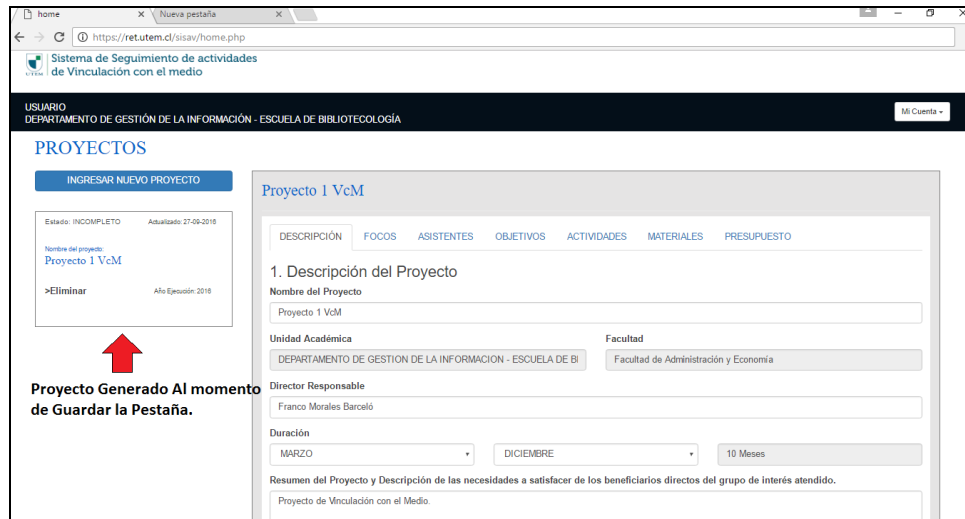 home
Nueva pestaña
https://ret.utem.cl/sisav/home.php
Sistema de Seguimiento de actividades
de Vinculación con el medio
UTEM
USUARIO
DEPARTAMENTO DE GESTIÓN DE LA INFORMACIÓN - ESCUELA DE BIBLIOTECOLOGÍA
Mi Cuenta
PROYECTOS
INGRESAR NUEVO PROYECTO
Estado: INCOMPLETO Actualizado: 27-09-2016
Nombre del proyecto:
Proyecto 1 VcM
>Eliminar Año Ejecución: 2016
Proyecto Generado Al momento
de Guardar la Pestaña.
Proyecto 1 VcM
DESCRIPCIÓN FOCOS ASISTENTES OBJETIVOS ACTIVIDADES MATERIALES PRESUPUESTO
1. Descripción del Proyecto
Nombre del Proyecto
Proyecto 1 VcM
Unidad Académica Facultad
DEPARTAMENTO DE GESTION DE LA INFORMACION - ESCUELA DE BI Facultad de Administración y Economía
Director Responsable
Franco Morales Barceló
Duración
MARZO DICIEMBRE 10 Meses
Resumen del Proyecto y Descripción de las necesidades a satisfacer de los beneficiarios directos del grupo de interés atendido.
Proyecto de Vinculación con el Medio.